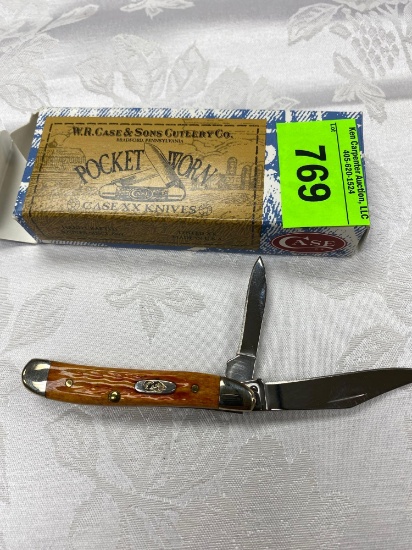 W.R. CASE & SONS CUTLERY CO.
BRADFORD, PENNSYLVANIA
POCKET WORN
CASE XX KNIVES
Lot
769
Ken Carpenter Auction, LLC
405-620-1524
CASE